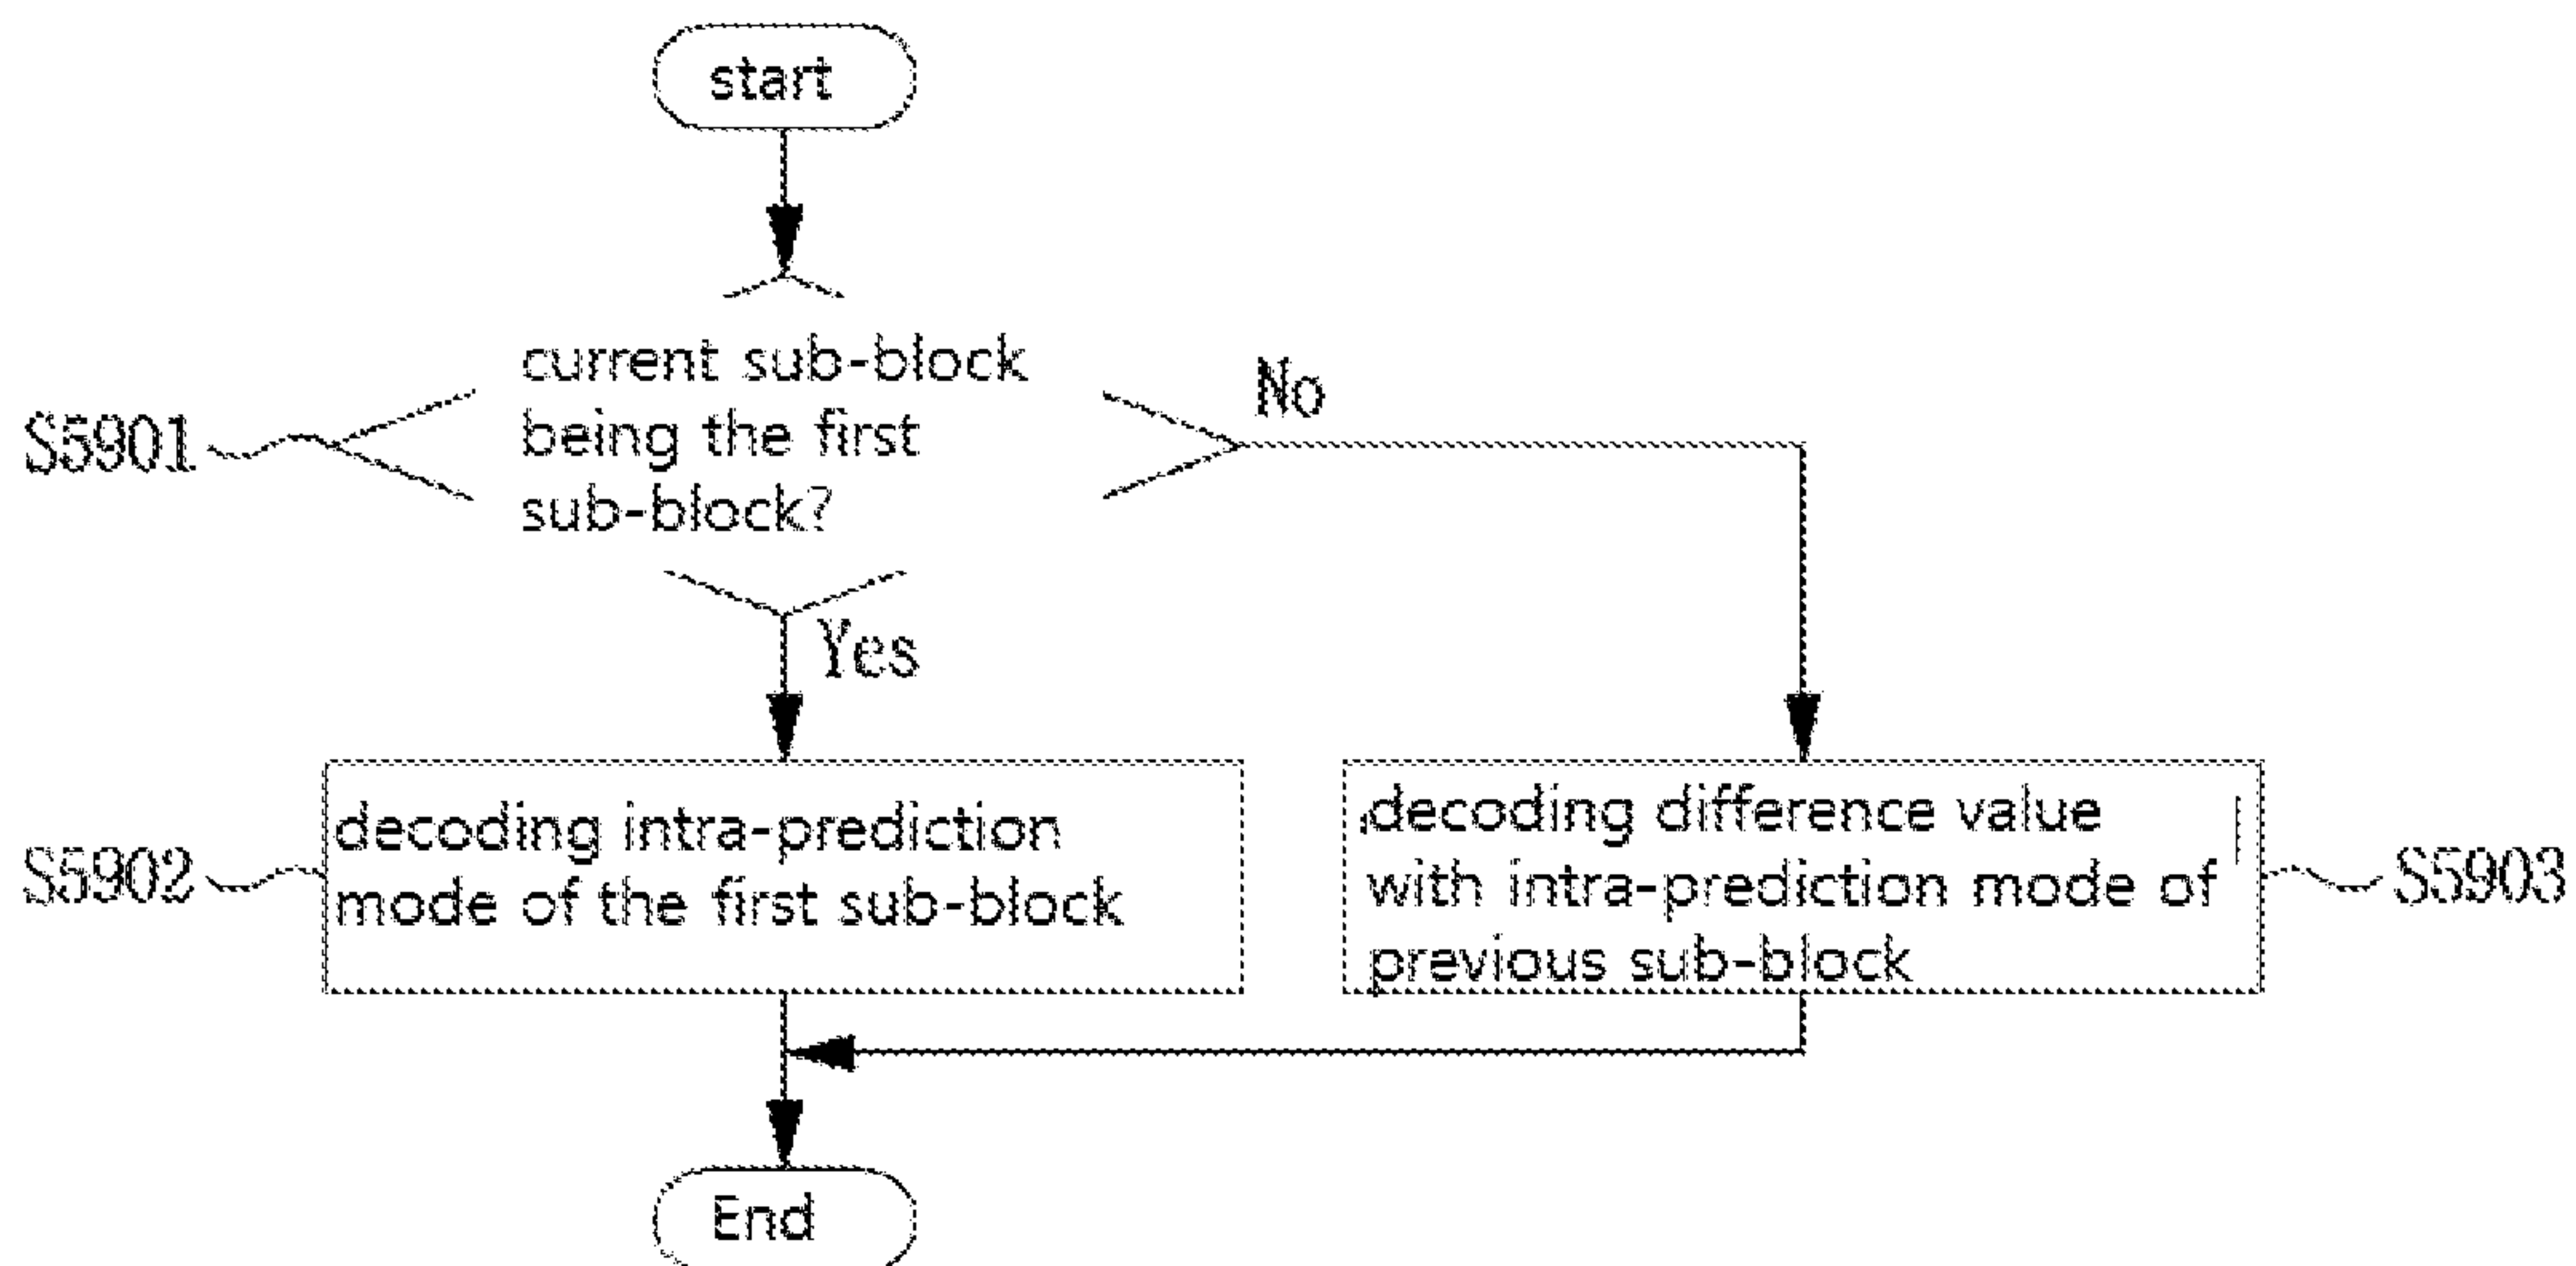 start
current sub-block
being the first
sub-block?
S5901
No
Yes
decoding intra-prediction
mode of the first sub-block
S5902
decoding difference value
with intra-prediction mode of
previous sub-block
S5903
End